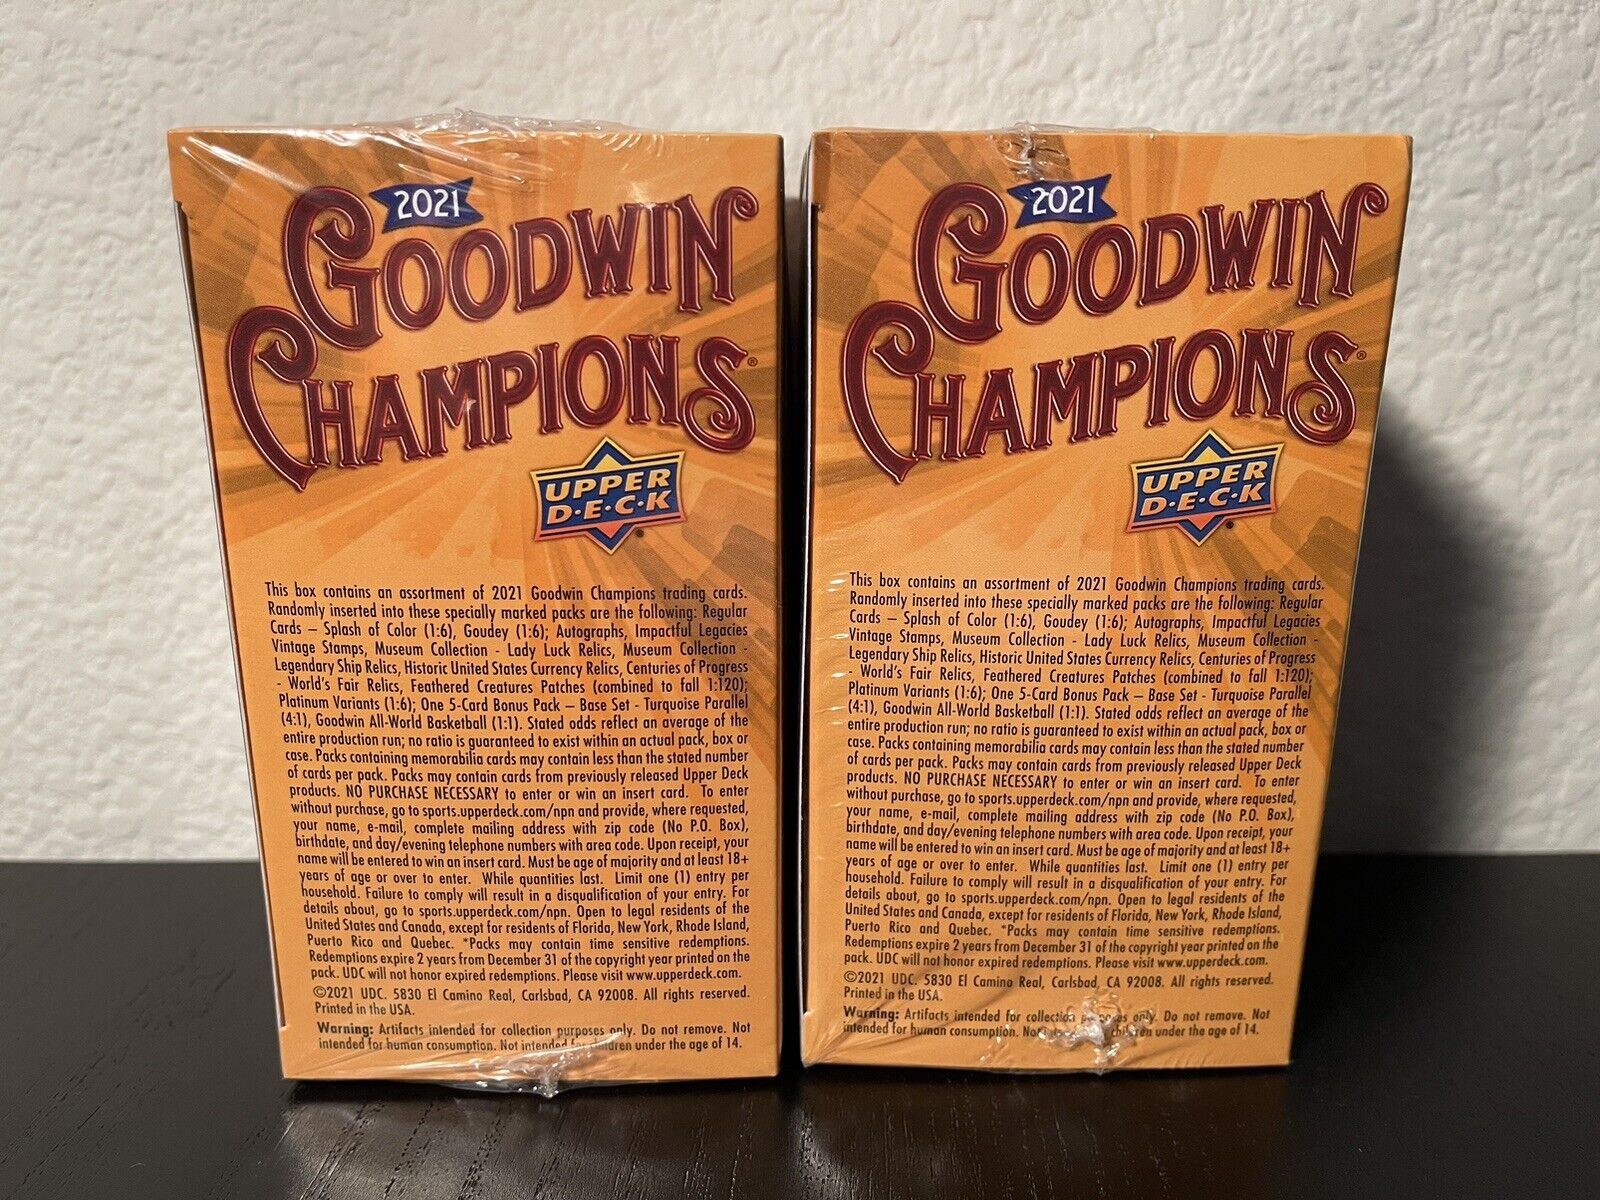 2021
GOODWIN
CHAMPIONS®
UPPER
D·E·C·K
This box contains an assortment of 2021 Goodwin Champions trading cards.
Randomly inserted into these specially marked packs are the following: Regular
Cards – Splash of Color (1:6), Goudey (1:6); Autographs, Impactful Legacies
Vintage Stamps, Museum Collection - Lady Luck Relics, Museum Collection -
Legendary Ship Relics, Historic United States Currency Relics, Centuries of Progress
- World's Fair Relics, Feathered Creatures Patches (combined to fall 1:120);
Platinum Variants (1:6); One 5-Card Bonus Pack – Base Set - Turquoise Parallel
(4:1), Goodwin All-World Basketball (1:1). Stated odds reflect an average of the
entire production run; no ratio is guaranteed to exist within an actual pack, box or
case. Packs containing memorabilia cards may contain less than the stated number
of cards per pack. Packs may contain cards from previously released Upper Deck
products. NO PURCHASE NECESSARY to enter or win an insert card. To enter
without purchase, go to sports.upperdeck.com/npn and provide, where requested,
your name, e-mail, complete mailing address with zip code (No P.O. Box),
birthdate, and day/evening telephone numbers with area code. Upon receipt, your
name will be entered to win an insert card. Must be age of majority and at least 18+
years of age or over to enter. While quantities last. Limit one (1) entry per
household. Failure to comply will result in a disqualification of your entry. For
details about, go to sports.upperdeck.com/npn. Open to legal residents of the
United States and Canada, except for residents of Florida, New York, Rhode Island,
Puerto Rico and Quebec. *Packs may contain time sensitive redemptions.
Redemptions expire 2 years from December 31 of the copyright year printed on the
pack. UDC will not honor expired redemptions. Please visit www.upperdeck.com.
©2021 UDC. 5830 El Camino Real, Carlsbad, CA 92008. All rights reserved.
Printed in the USA.
Warning: Artifacts intended for collection purposes only. Do not remove. Not
intended for human consumption. Not intended for children under the age of 14.
2021
GOODWIN
CHAMPIONS®
UPPER
D·E·C·K
This box contains an assortment of 2021 Goodwin Champions trading cards.
Randomly inserted into these specially marked packs are the following: Regular
Cards – Splash of Color (1:6), Goudey (1:6); Autographs, Impactful Legacies
Vintage Stamps, Museum Collection - Lady Luck Relics, Museum Collection -
Legendary Ship Relics, Historic United States Currency Relics, Centuries of Progress
- World's Fair Relics, Feathered Creatures Patches (combined to fall 1:120);
Platinum Variants (1:6); One 5-Card Bonus Pack – Base Set - Turquoise Parallel
(4:1), Goodwin All-World Basketball (1:1). Stated odds reflect an average of the
entire production run; no ratio is guaranteed to exist within an actual pack, box or
case. Packs containing memorabilia cards may contain less than the stated number
of cards per pack. Packs may contain cards from previously released Upper Deck
products. NO PURCHASE NECESSARY to enter or win an insert card. To enter
without purchase, go to sports.upperdeck.com/npn and provide, where requested,
your name, e-mail, complete mailing address with zip code (No P.O. Box),
birthdate, and day/evening telephone numbers with area code. Upon receipt, your
name will be entered to win an insert card. Must be age of majority and at least 18+
years of age or over to enter. While quantities last. Limit one (1) entry per
household. Failure to comply will result in a disqualification of your entry. For
details about, go to sports.upperdeck.com/npn. Open to legal residents of the
United States and Canada, except for residents of Florida, New York, Rhode Island,
Puerto Rico and Quebec. *Packs may contain time sensitive redemptions.
Redemptions expire 2 years from December 31 of the copyright year printed on the
pack. UDC will not honor expired redemptions. Please visit www.upperdeck.com.
©2021 UDC. 5830 El Camino Real, Carlsbad, CA 92008. All rights reserved.
Printed in the USA.
Warning: Artifacts intended for collection purposes only. Do not remove. Not
intended for human consumption. Not children under the age of 14.